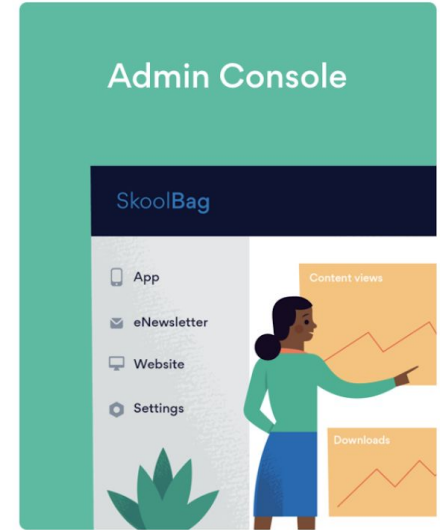 Admin Console
SkoolBag
App
eNewsletter
Website
Settings
Content views
Downloads